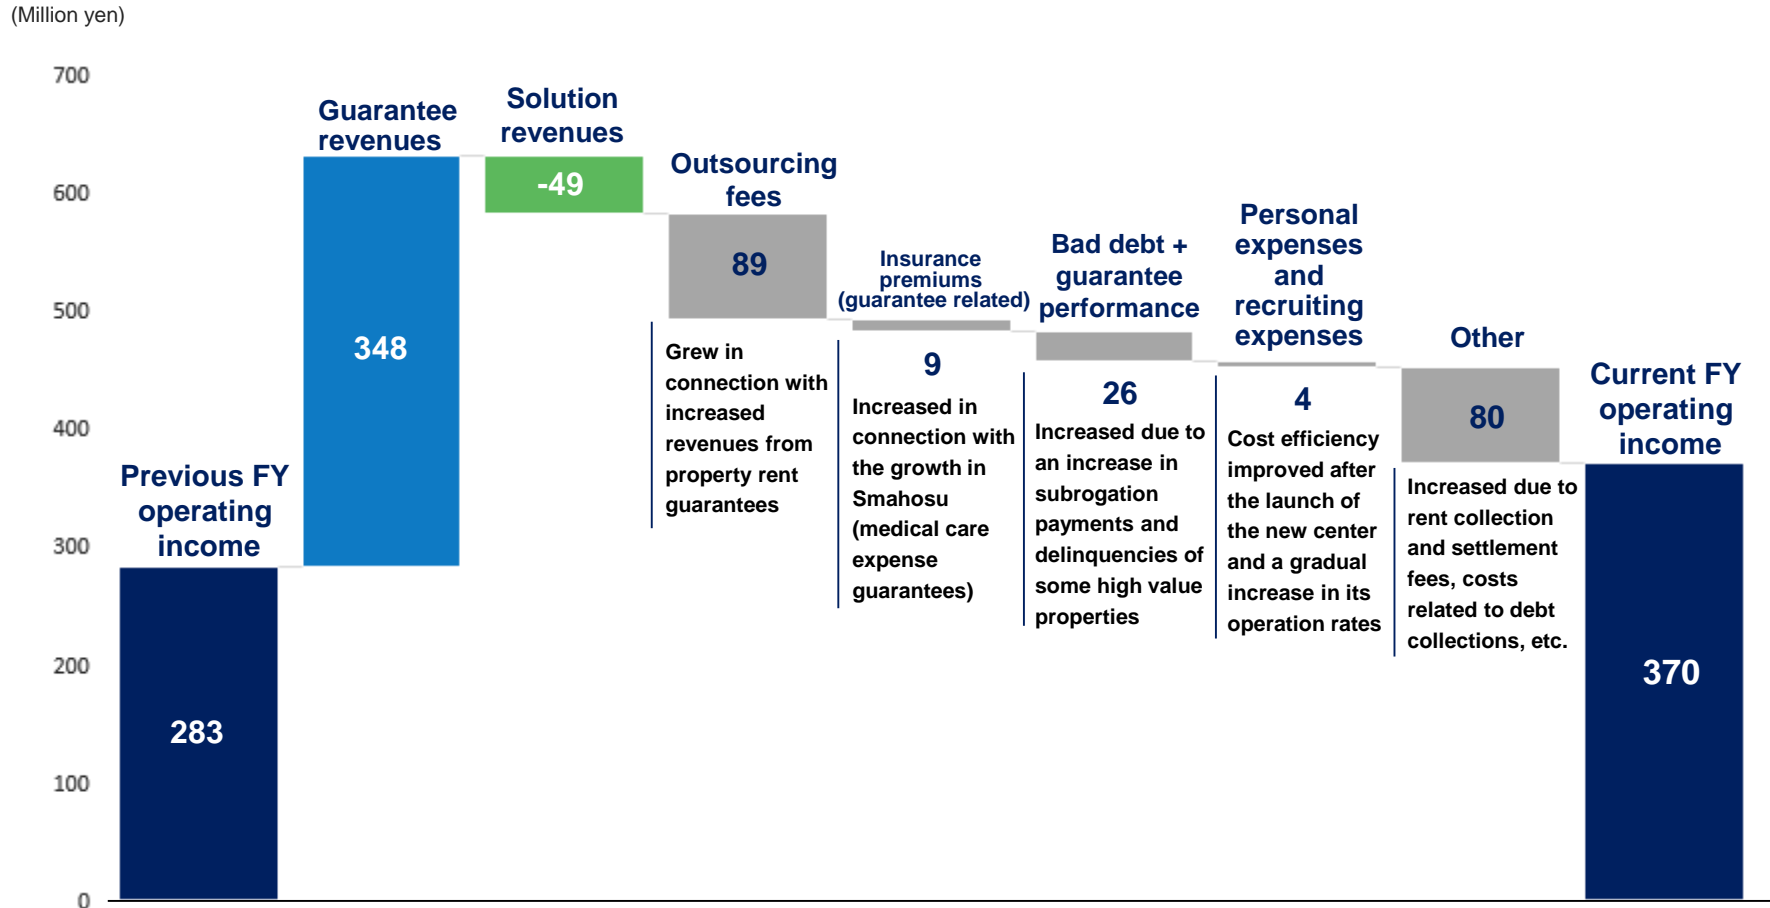 (Million yen)
700
600
500
400
300
200
100
0
Previous FY
operating
income
283
Guarantee
revenues
348
Solution
revenues
-49
Outsourcing
fees
89
Grew in
connection with
increased
revenues from
property rent
guarantees
Insurance
premiums
(guarantee related)
9
Increased in
connection with
the growth in
Smahosu
(medical care
expense
guarantees)
Bad debt +
guarantee
performance
26
Increased due to
an increase in
subrogation
payments and
delinquencies of
some high value
properties
Personal
expenses
and
recruiting
expenses
4
Cost efficiency
improved after
the launch of
the new center
and a gradual
increase in its
operation rates
Other
80
Increased due to
rent collection
and settlement
fees, costs
related to debt
collections, etc.
Current FY
operating
income
370